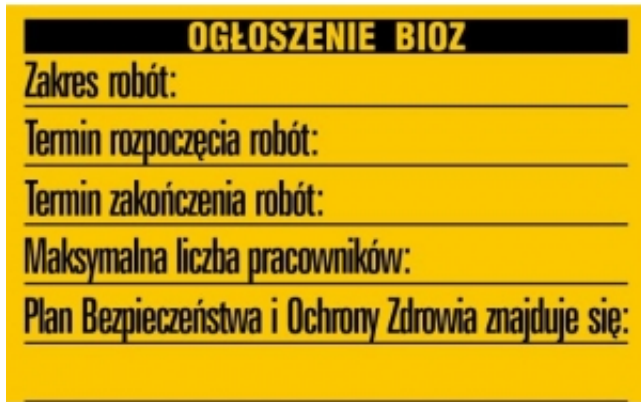 OGŁOSZENIE BIOZ
Zakres robót:
Termin rozpoczęcia robót:
Termin zakończenia robót:
Maksymalna liczba pracowników:
Plan Bezpieczeństwa i Ochrony Zdrowia znajduje się: